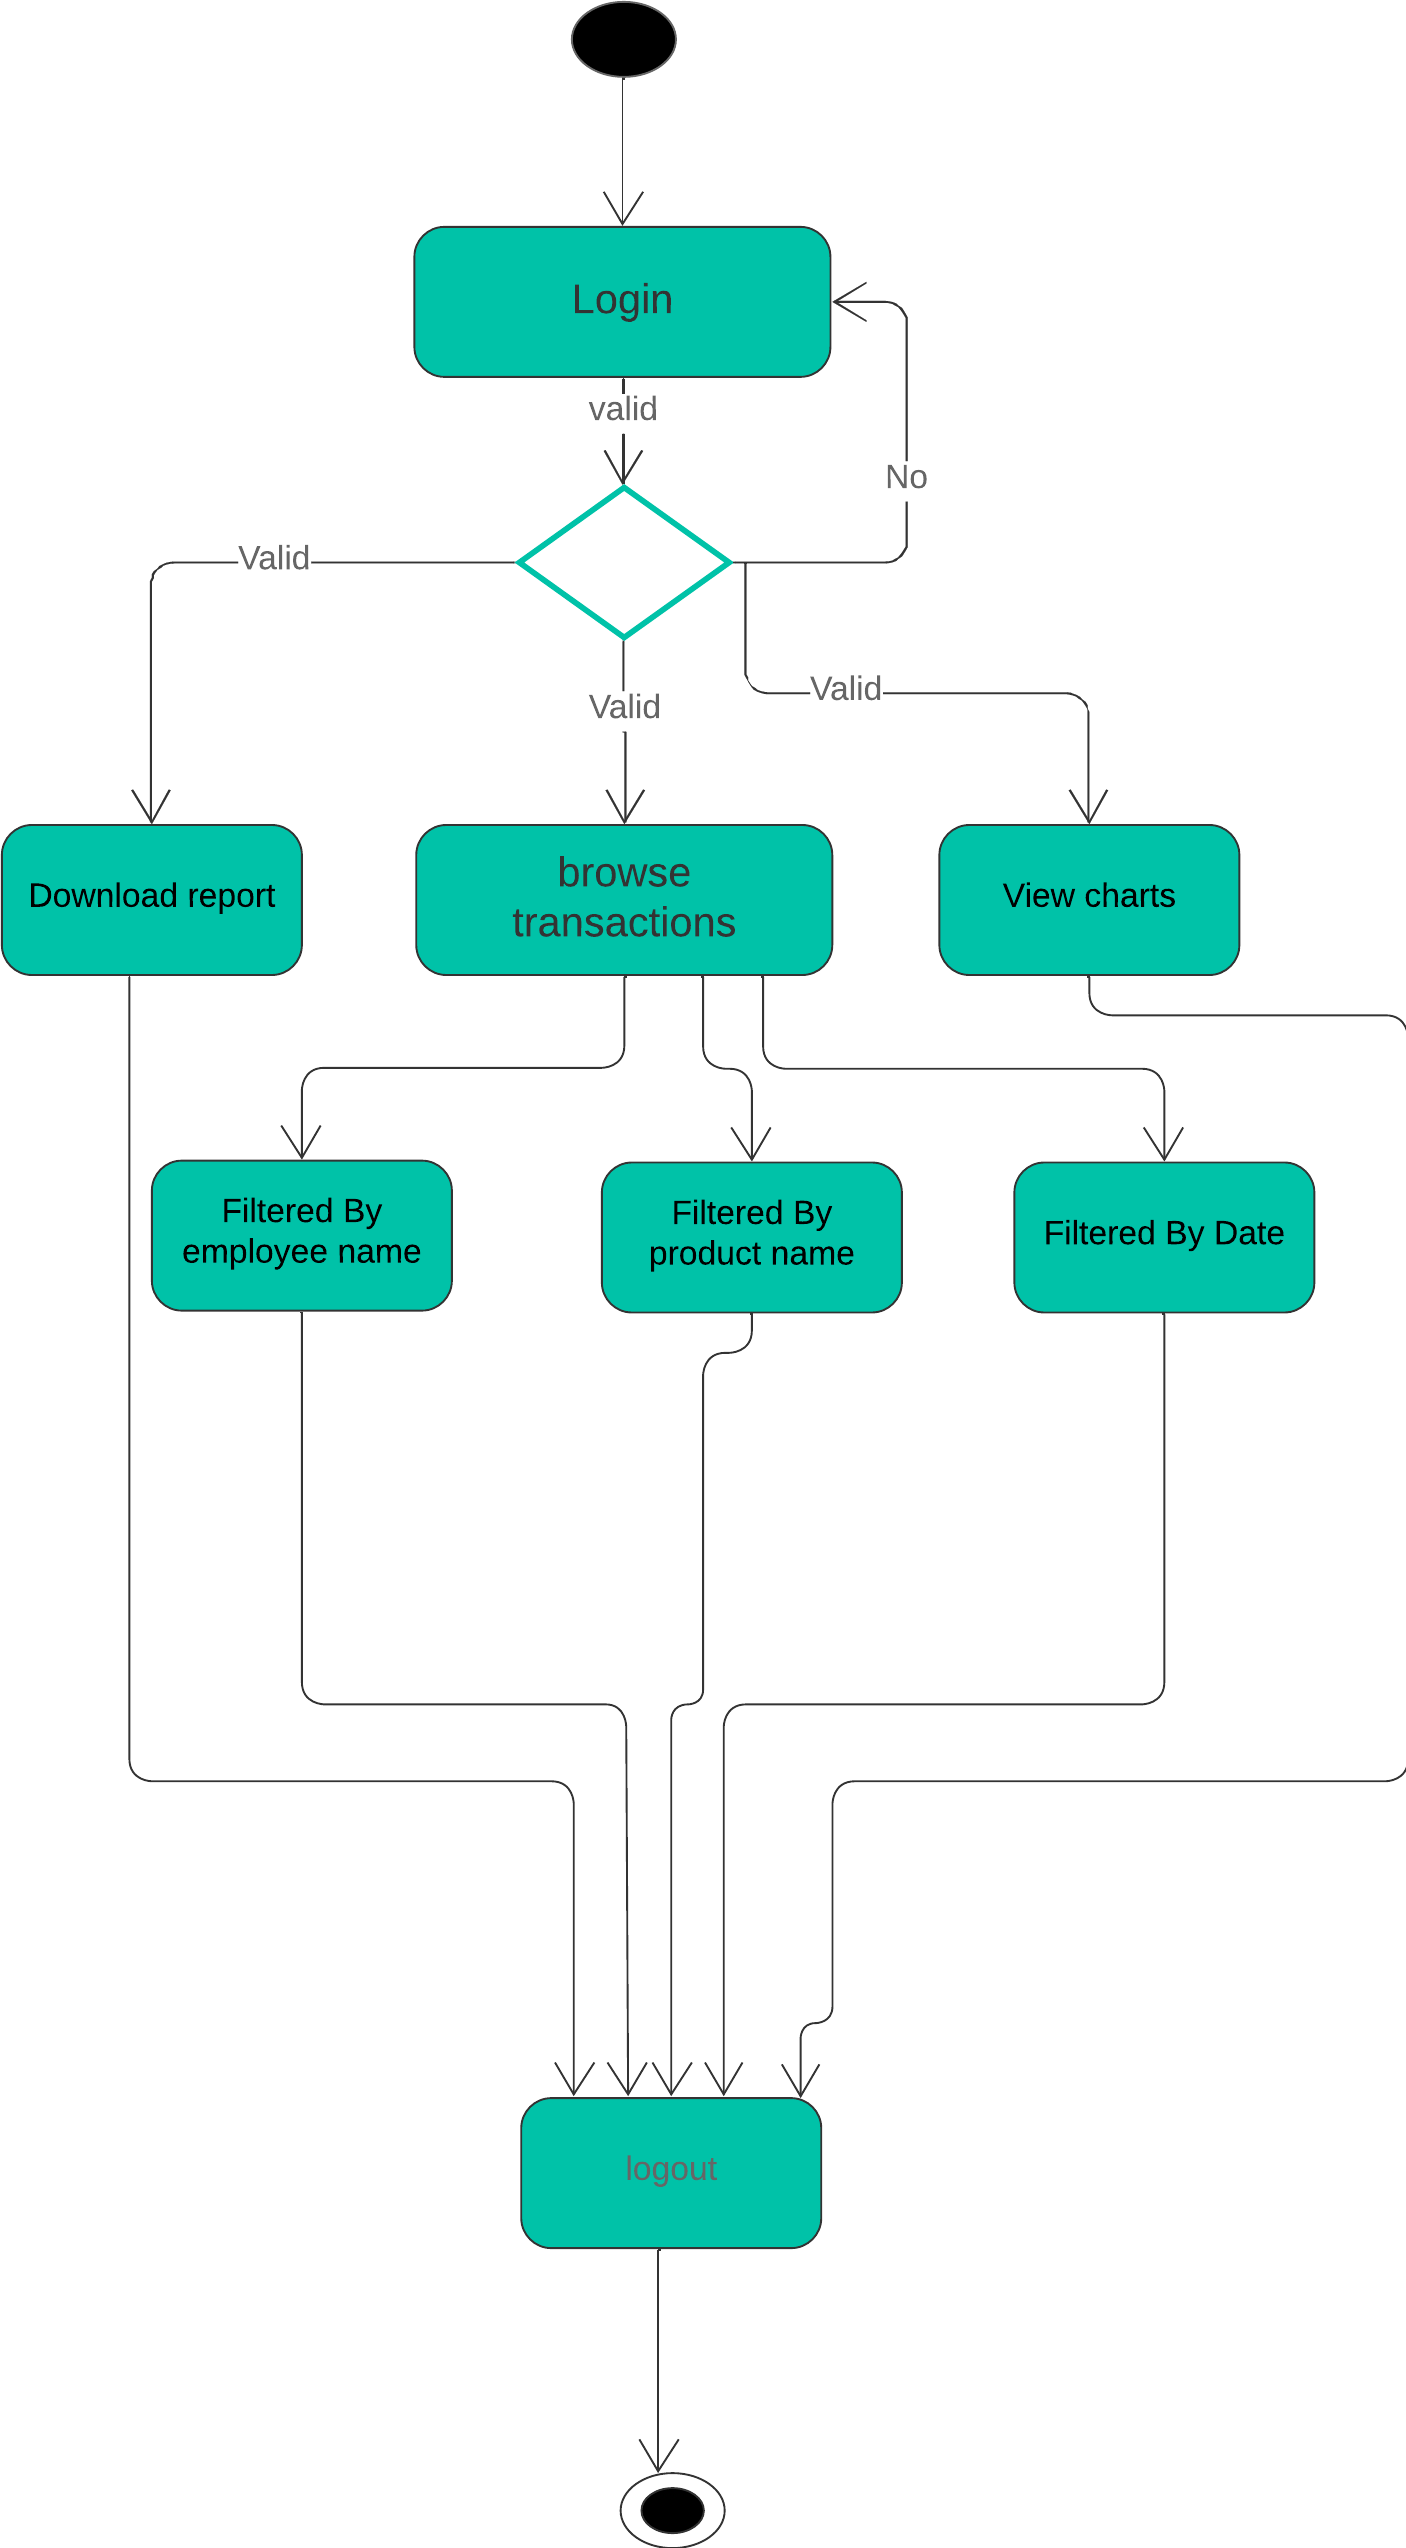 Login
valid
No
Valid
Valid
Valid
Download report
browse
transactions
View charts
Filtered By
employee name
Filtered By
product name
Filtered By Date
logout